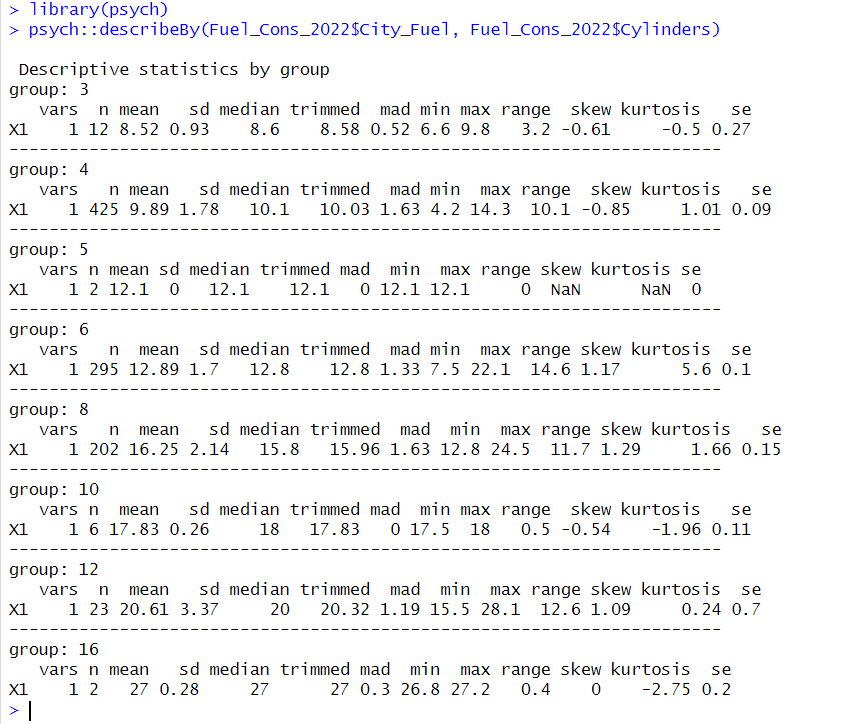 > library(psych)
> psych::describeBy(Fuel_Cons_2022$City_Fuel, Fuel_Cons_2022$Cylinders)

 Descriptive statistics by group
group: 3
   vars  n mean   sd median trimmed  mad min max range  skew kurtosis   se
X1    1 12 8.52 0.93    8.6    8.58 0.52 6.6 9.8   3.2 -0.61     -0.5 0.27
-----------------------------------------------------------------------
group: 4
   vars   n mean   sd median trimmed  mad min  max range  skew kurtosis   se
X1    1 425 9.89 1.78   10.1   10.03 1.63 4.2 14.3  10.1 -0.85     1.01 0.09
-----------------------------------------------------------------------
group: 5
   vars n mean sd median trimmed mad  min  max range skew kurtosis se
X1    1 2 12.1  0   12.1    12.1   0 12.1 12.1     0  NaN      NaN  0
-----------------------------------------------------------------------
group: 6
   vars   n  mean  sd median trimmed  mad min  max range skew kurtosis  se
X1    1 295 12.89 1.7   12.8    12.8 1.33 7.5 22.1  14.6 1.17      5.6 0.1
-----------------------------------------------------------------------
group: 8
   vars   n  mean   sd median trimmed  mad  min  max range skew kurtosis   se
X1    1 202 16.25 2.14   15.8   15.96 1.63 12.8 24.5  11.7 1.29     1.66 0.15
-----------------------------------------------------------------------
group: 10
   vars n  mean   sd median trimmed mad  min max range  skew kurtosis   se
X1    1 6 17.83 0.26     18   17.83   0 17.5  18   0.5 -0.54    -1.96 0.11
-----------------------------------------------------------------------
group: 12
   vars  n  mean   sd median trimmed  mad  min  max range skew kurtosis  se
X1    1 23 20.61 3.37     20   20.32 1.19 15.5 28.1  12.6 1.09     0.24 0.7
-----------------------------------------------------------------------
group: 16
   vars n mean   sd median trimmed mad  min  max range skew kurtosis  se
X1    1 2   27 0.28     27      27 0.3 26.8 27.2   0.4    0    -2.75 0.2
>